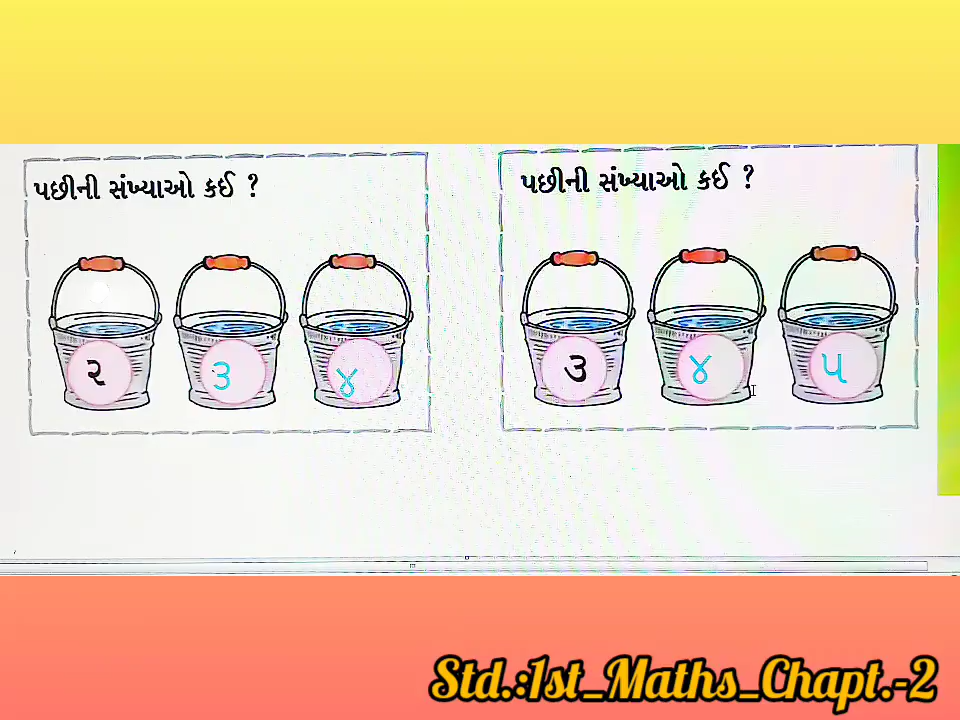 પછીની સંખ્યાઓ કઈ ?
૨ ૩ ૪
પછીની સંખ્યાઓ કઈ ?
૩ ૪ ૫
Std.:1st_Maths_Chapt.-2